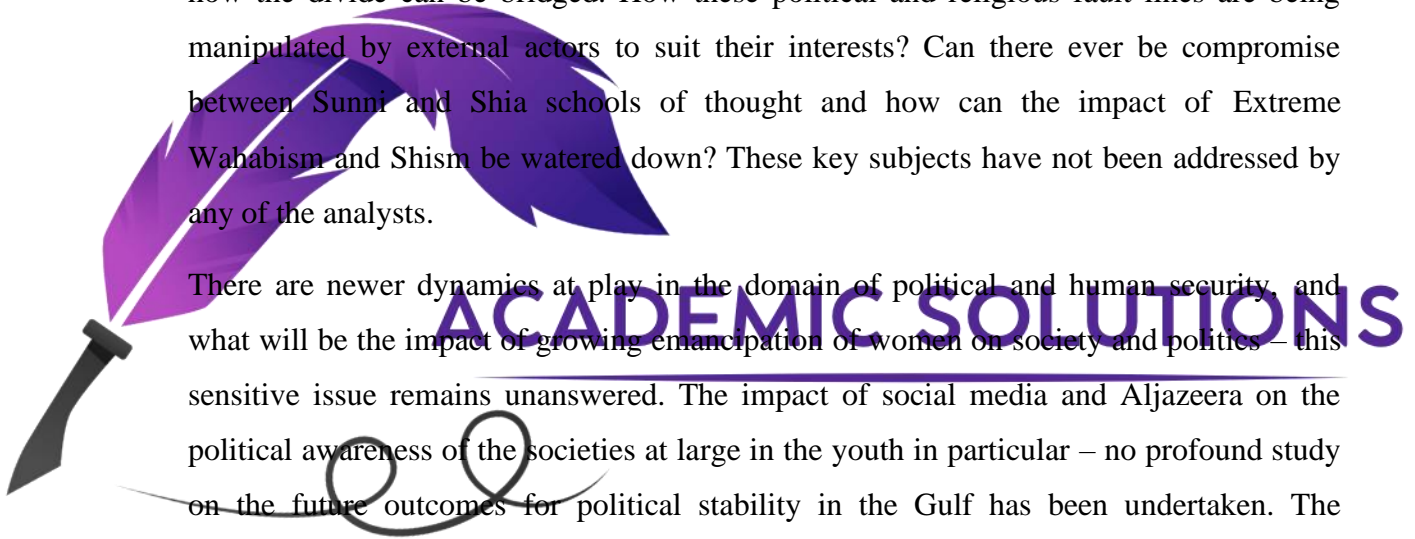 how the divide can be bridged. How these political and religious fault lines are being
manipulated by external actors to suit their interests? Can there ever be compromise
between Sunni and Shia schools of thought and how can the impact of Extreme
Wahabism and Shism be watered down? These key subjects have not been addressed by
any of the analysts.
There are newer dynamics at play in the domain of political and human security, and
ACADEMIC SOLUTIONS
what will be the impact of growing emancipation of women on society and politics – this
sensitive issue remains unanswered. The impact of social media and Aljazeera on the
political awareness of the societies at large in the youth in particular – no profound study
on the future outcomes for political stability in the Gulf has been undertaken. The